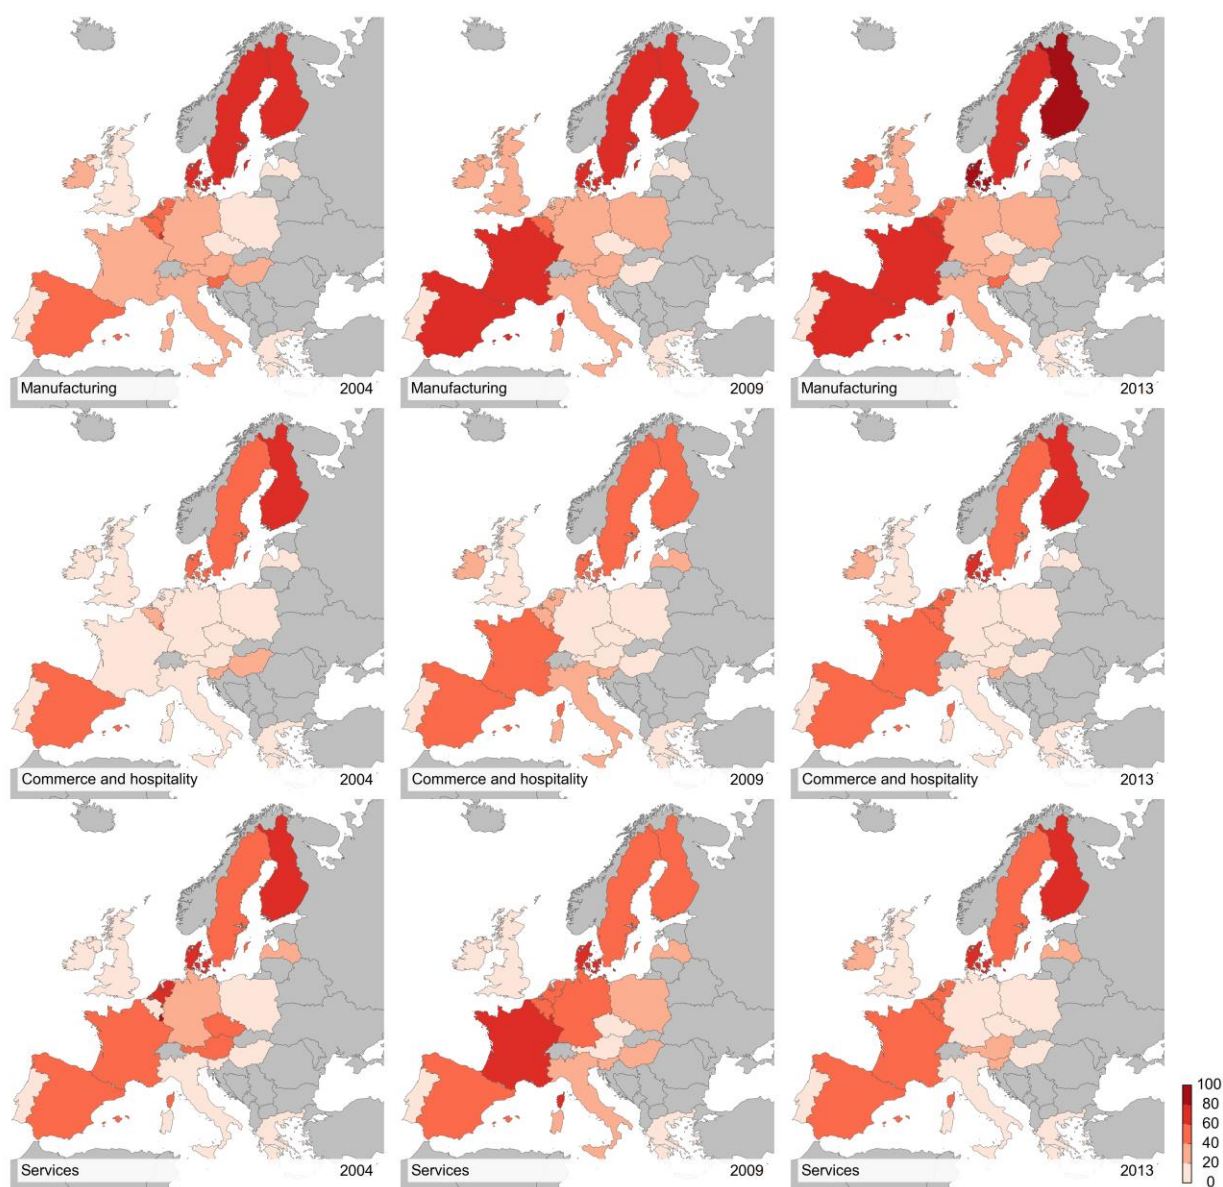 Manufacturing 2004
Manufacturing 2009
Manufacturing 2013
Commerce and hospitality 2004
Commerce and hospitality 2009
Commerce and hospitality 2013
Services 2004
Services 2009
Services 2013
100
80
60
40
20
0